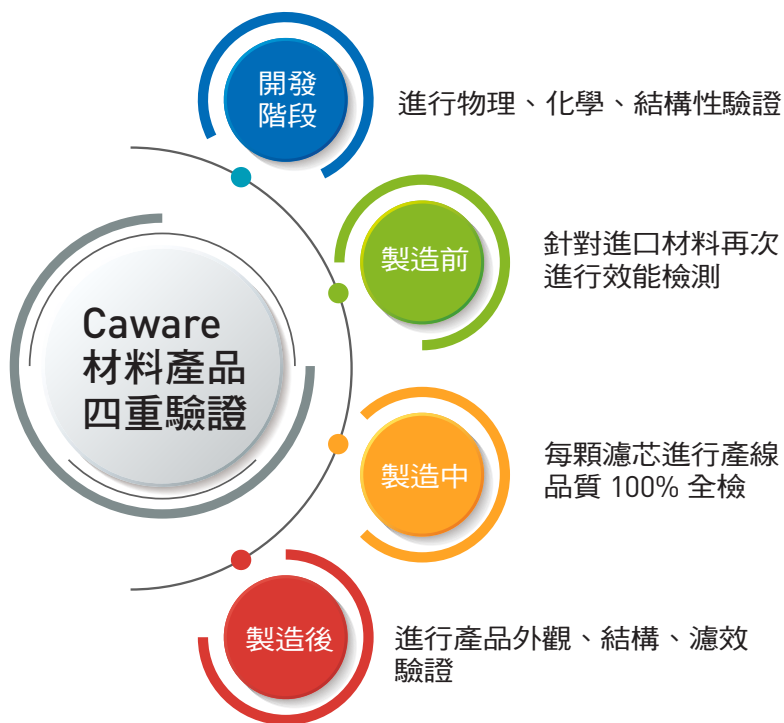 開發
階段
進行物理、化學、結構性驗證
製造前
針對進口材料再次
進行效能檢測
Caware
材料產品
四重驗證
製造中
每顆濾芯進行產線
品質 100% 全檢
製造後
進行產品外觀、結構、濾效
驗證